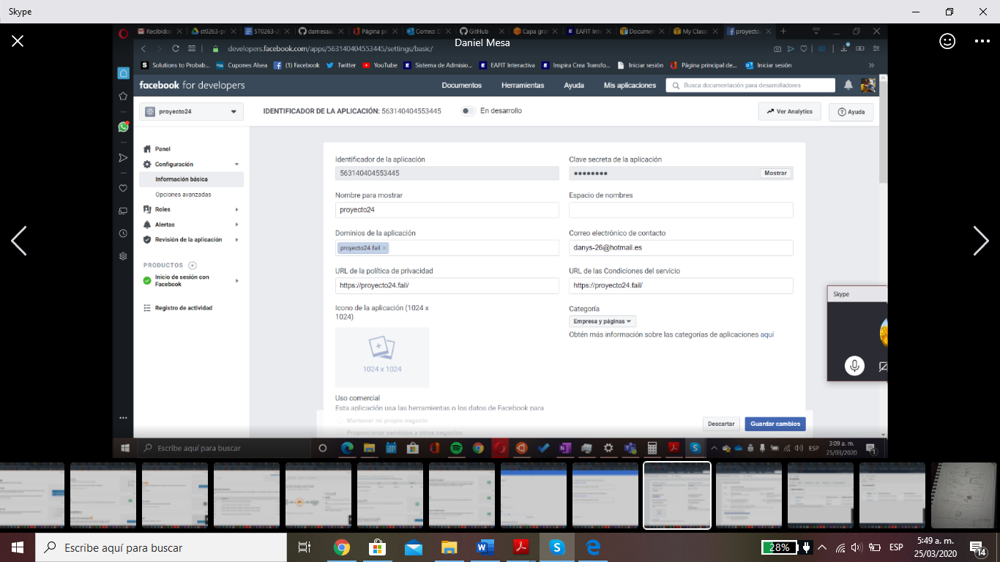 Skype
Recibidos
st0263-pr
ST0263-2
damesaa
Página pr
Correo: D
GitHub
Capa grat
EAFIT Inte
Documen
My Classr
proyecto
Daniel Mesa
developers.facebook.com/apps/563140404553445/settings/basic/
Solutions to Probab...
Cupones Alsea
(1) Facebook
Twitter
YouTube
Sistema de Admisio...
EAFIT Interactiva
Inspira Crea Transfo...
Iniciar sesión
Página principal de...
Iniciar sesión
facebook for developers
Documentos
Herramientas
Ayuda
Mis aplicaciones
Busca documentación para desarrolladores
proyecto24
IDENTIFICADOR DE LA APLICACIÓN: 563140404553445
En desarrollo
Ver Analytics
Ayuda
Panel
Configuración
Información básica
Opciones avanzadas
Roles
Alertas
Revisión de la aplicación
PRODUCTOS
Inicio de sesión con
Facebook
Registro de actividad
Identificador de la aplicación
563140404553445
Clave secreta de la aplicación
●●●●●●●●
Mostrar
Nombre para mostrar
proyecto24
Espacio de nombres
Dominios de la aplicación
proyecto24.fail
Correo electrónico de contacto
danys-26@hotmail.es
URL de la política de privacidad
https://proyecto24.fail/
URL de las Condiciones del servicio
https://proyecto24.fail/
Icono de la aplicación (1024 x
1024)
1024 x 1024
Categoría
Empresa y páginas
Obtén más información sobre las categorías de aplicaciones aquí
Uso comercial
Esta aplicación usa las herramientas o los datos de Facebook para
Mantener mi propio negocio
Proporcionar servicios a otros negocios
Descartar
Guardar cambios
Skype
Escribe aquí para buscar
ESP
3:09 a. m.
25/03/2020
1
Escribe aquí para buscar
28%
ESP
5:49 a. m.
25/03/2020
14